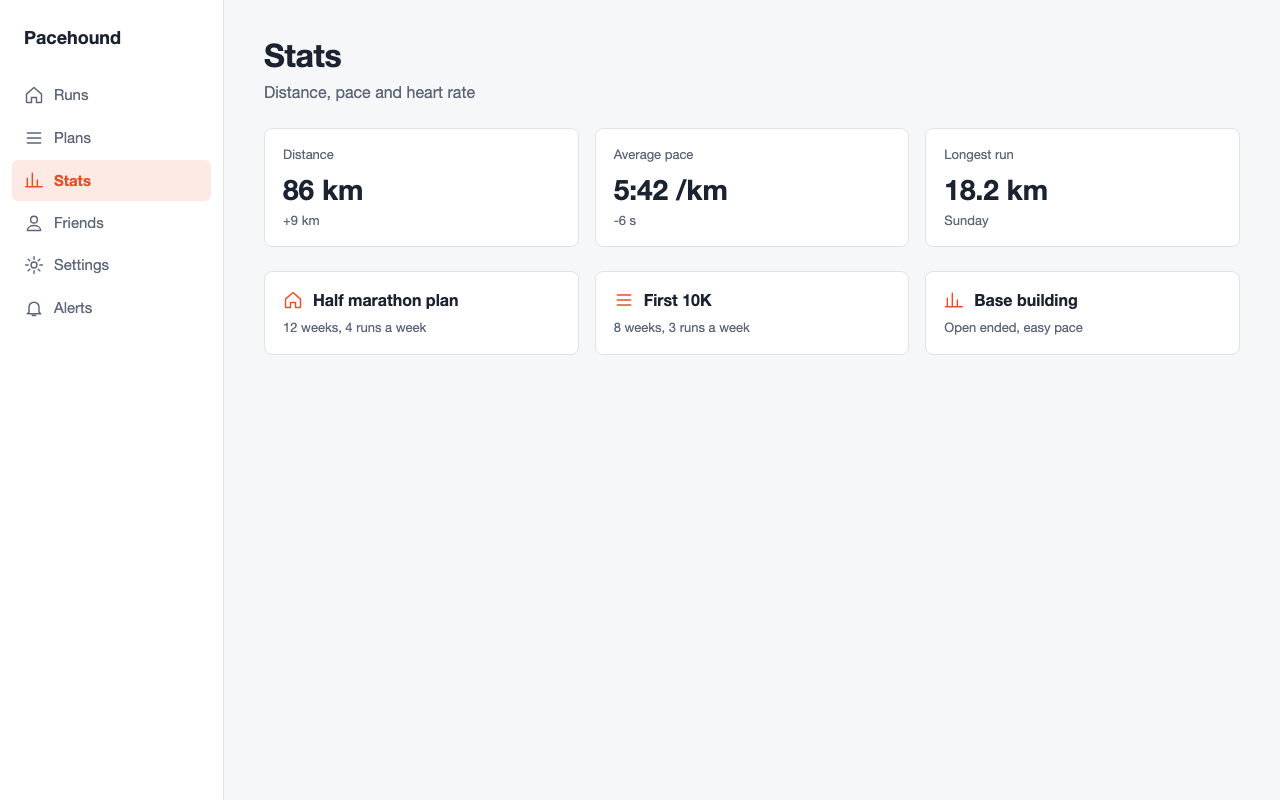 Pacehound
Runs
Plans
Stats
Friends
Settings
Alerts
Stats
Distance, pace and heart rate
Distance
86 km
+9 km
Average pace
5:42 /km
-6 s
Longest run
18.2 km
Sunday
Half marathon plan
12 weeks, 4 runs a week
First 10K
8 weeks, 3 runs a week
Base building
Open ended, easy pace